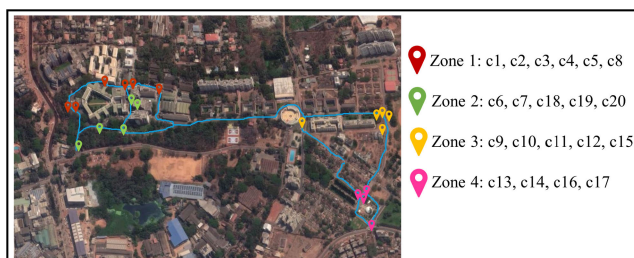 Zone 1: c1, c2, c3, c4, c5, c8
Zone 2: c6, c7, c18, c19, c20
Zone 3: c9, c10, c11, c12, c15
Zone 4: c13, c14, c16, c17